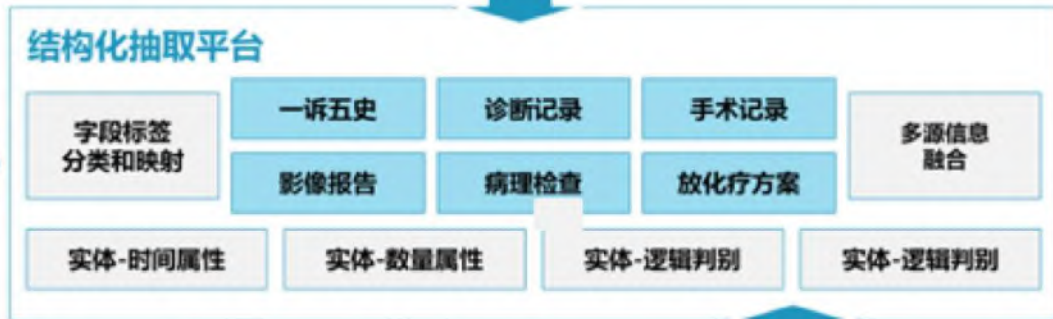 结构化抽取平台
字段标签
分类和映射
一诉五史
诊断记录
手术记录
多源信息
融合
影像报告
病理检查
放化疗方案
实体-时间属性
实体-数量属性
实体-逻辑判别
实体-逻辑判别